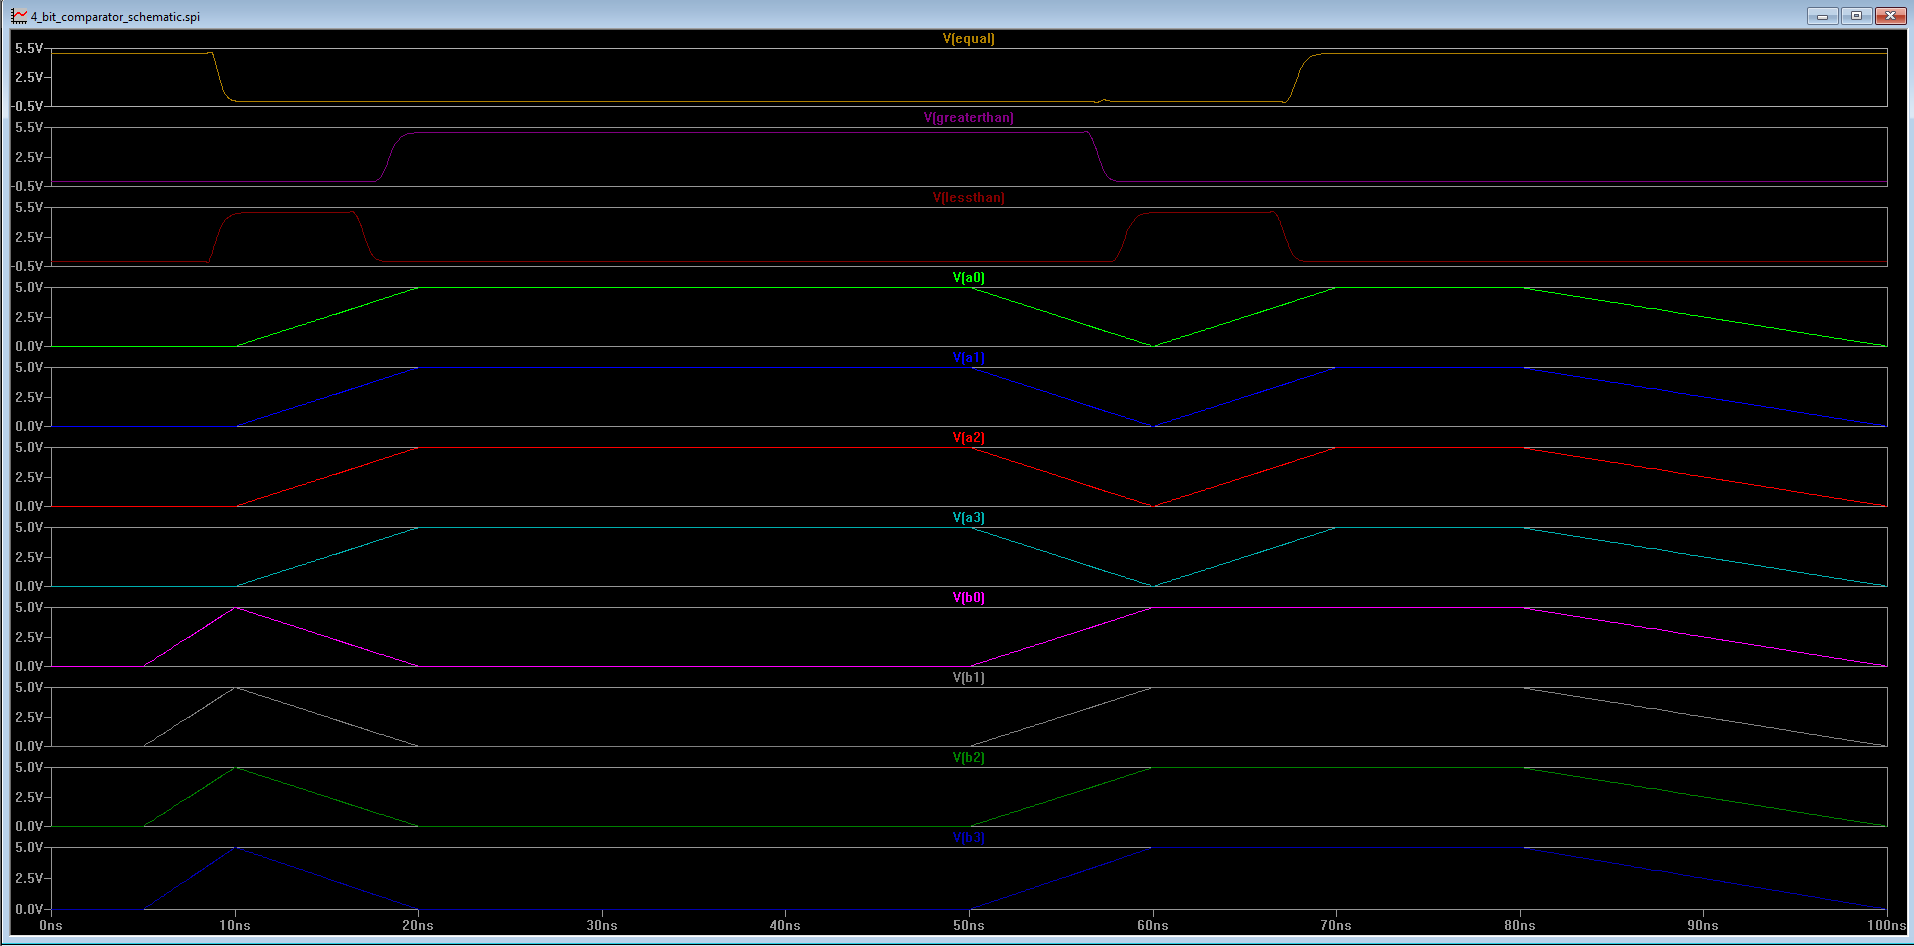 4_bit_comparator_schematic.spi
V(equal)
5.5V
2.5V
-0.5V
V(greaterthan)
5.5V
2.5V
-0.5V
V(lessthan)
5.5V
2.5V
-0.5V
V(a0)
5.0V
2.5V
0.0V
V(a1)
5.0V
2.5V
0.0V
V(a2)
5.0V
2.5V
0.0V
V(a3)
5.0V
2.5V
0.0V
V(b0)
5.0V
2.5V
0.0V
V(b1)
5.0V
2.5V
0.0V
V(b2)
5.0V
2.5V
0.0V
V(b3)
5.0V
2.5V
0.0V
0ns 10ns 20ns 30ns 40ns 50ns 60ns 70ns 80ns 90ns 100ns